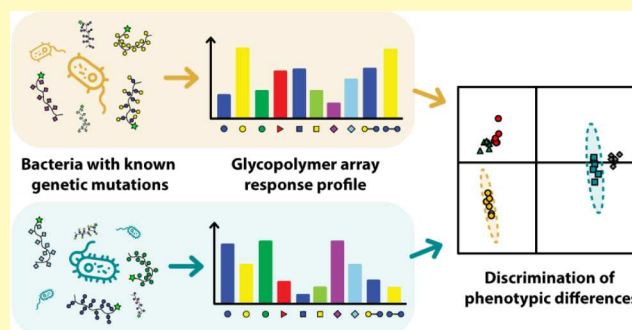 Bacteria with known
genetic mutations
Glycopolymer array
response profile
Discrimination of
phenotypic differences